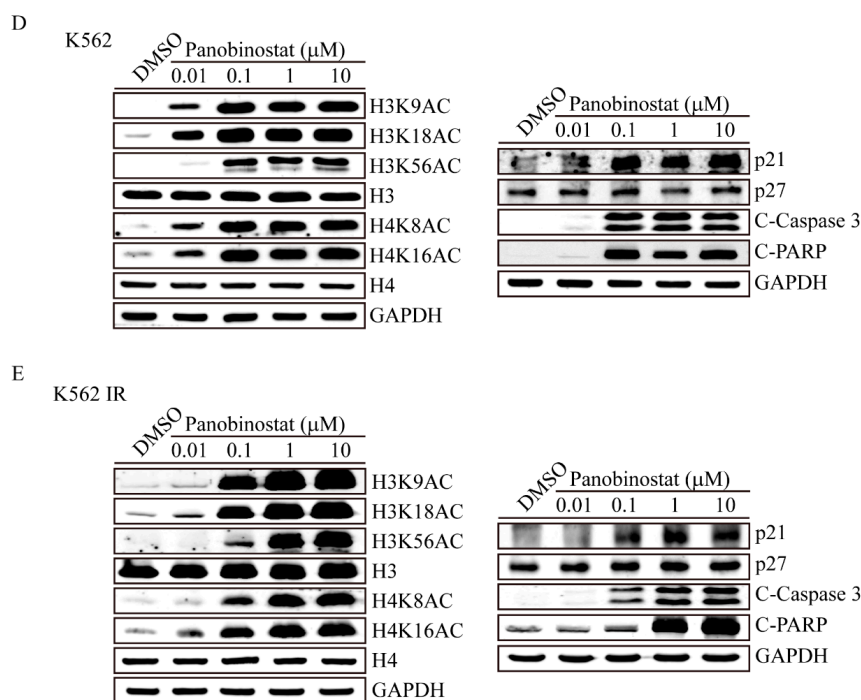 D
K562
DMSO
Panobinostat (μM)
0.01 0.1 1 10
H3K9AC
H3K18AC
H3K56AC
H3
H4K8AC
H4K16AC
H4
GAPDH
DMSO
Panobinostat (μM)
0.01 0.1 1 10
p21
p27
C-Caspase 3
C-PARP
GAPDH
E
K562 IR
DMSO
Panobinostat (μM)
0.01 0.1 1 10
H3K9AC
H3K18AC
H3K56AC
H3
H4K8AC
H4K16AC
H4
GAPDH
DMSO
Panobinostat (μM)
0.01 0.1 1 10
p21
p27
C-Caspase 3
C-PARP
GAPDH